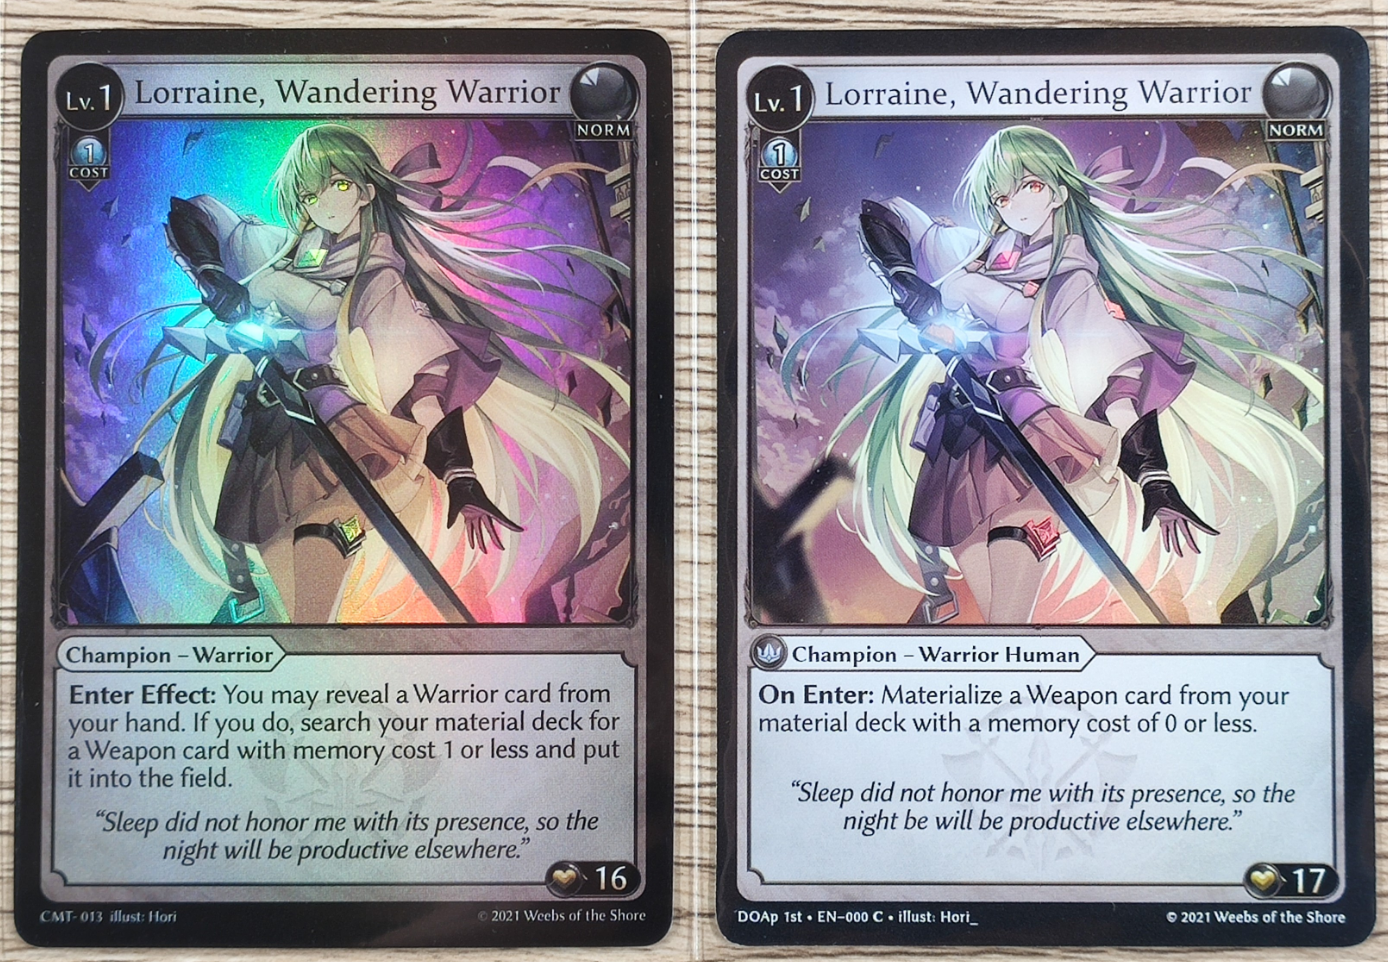 Lv.1 Lorraine, Wandering Warrior
NORM
1
COST
Champion – Warrior
Enter Effect: You may reveal a Warrior card from
your hand. If you do, search your material deck for
a Weapon card with memory cost 1 or less and put
it into the field.
“Sleep did not honor me with its presence, so the
night will be productive elsewhere.”
16
CMT- 013 illust: Hori
© 2021 Weebs of the Shore
Lv.1 Lorraine, Wandering Warrior
NORM
1
COST
Champion – Warrior Human
On Enter: Materialize a Weapon card from your
material deck with a memory cost of 0 or less.
“Sleep did not honor me with its presence, so the
night be will be productive elsewhere.”
17
DOAp 1st • EN–000 C • illust: Hori_
© 2021 Weebs of the Shore